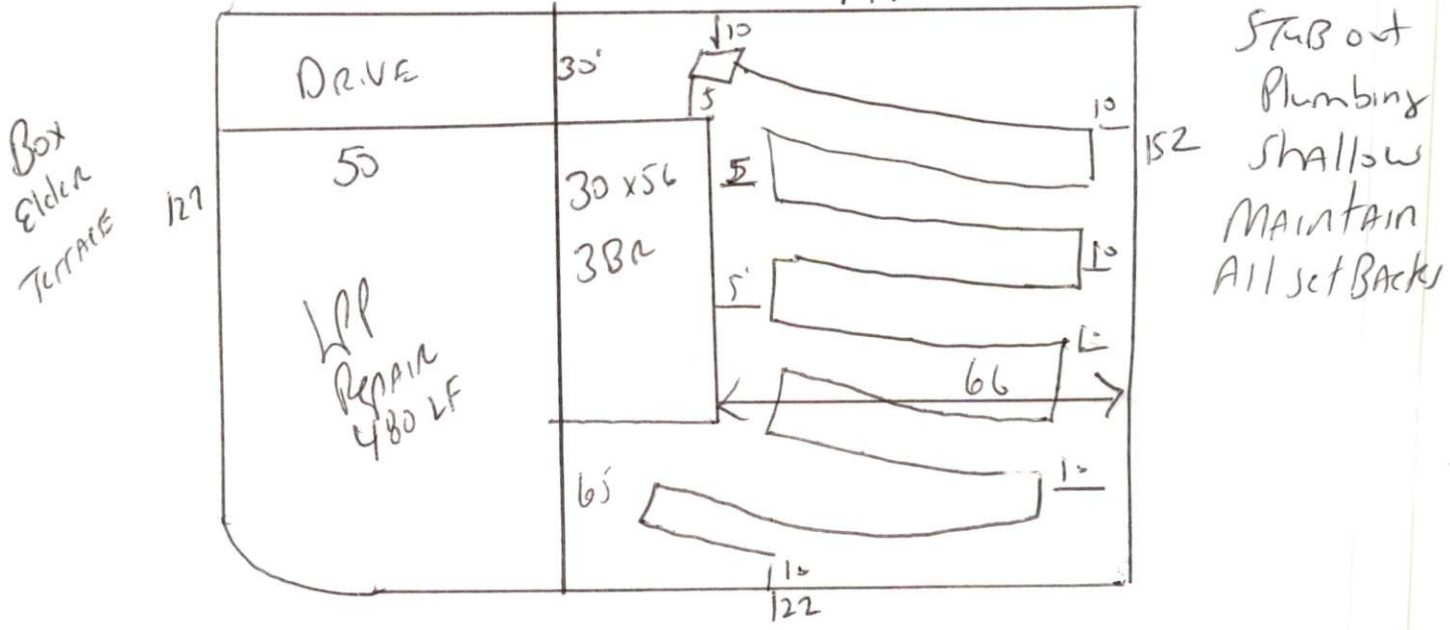 10
DRIVE
30'
5
10
152
Box
Elder
Terrace
127
50
30 x 56
3BR
5
10
5'
66
LPP
Repair
480 LF
65
10
10
122
STuB out
Plumbing
Shallow
MAINTAIN
All setBAcks